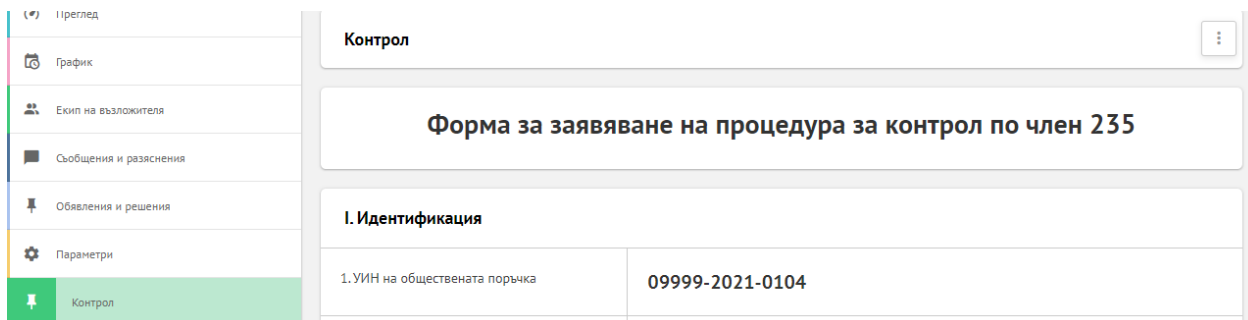 Преглед
График
Екип на възложителя
Съобщения и разяснения
Обявления и решения
Параметри
Контрол
Контрол
Форма за заявяване на процедура за контрол по член 235
I. Идентификация
1. УИН на обществената поръчка
09999-2021-0104